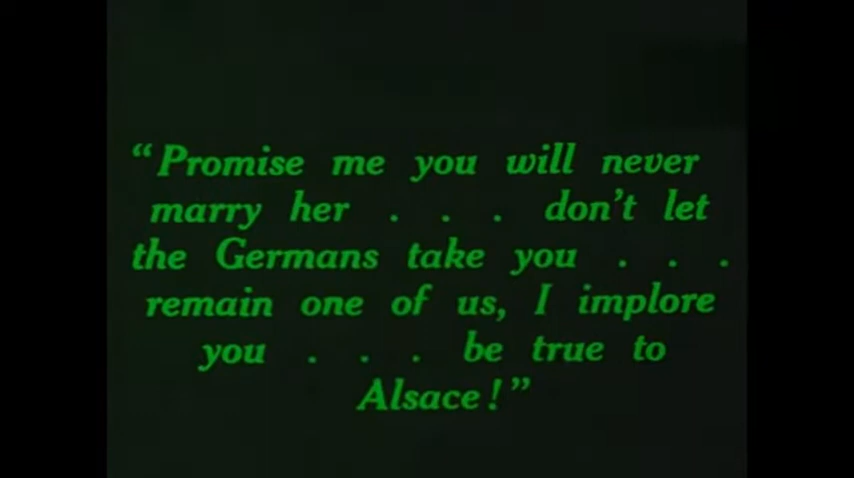 “Promise me you will never
marry her . . . don’t let
the Germans take you . . .
remain one of us, I implore
you . . . be true to
Alsace!”